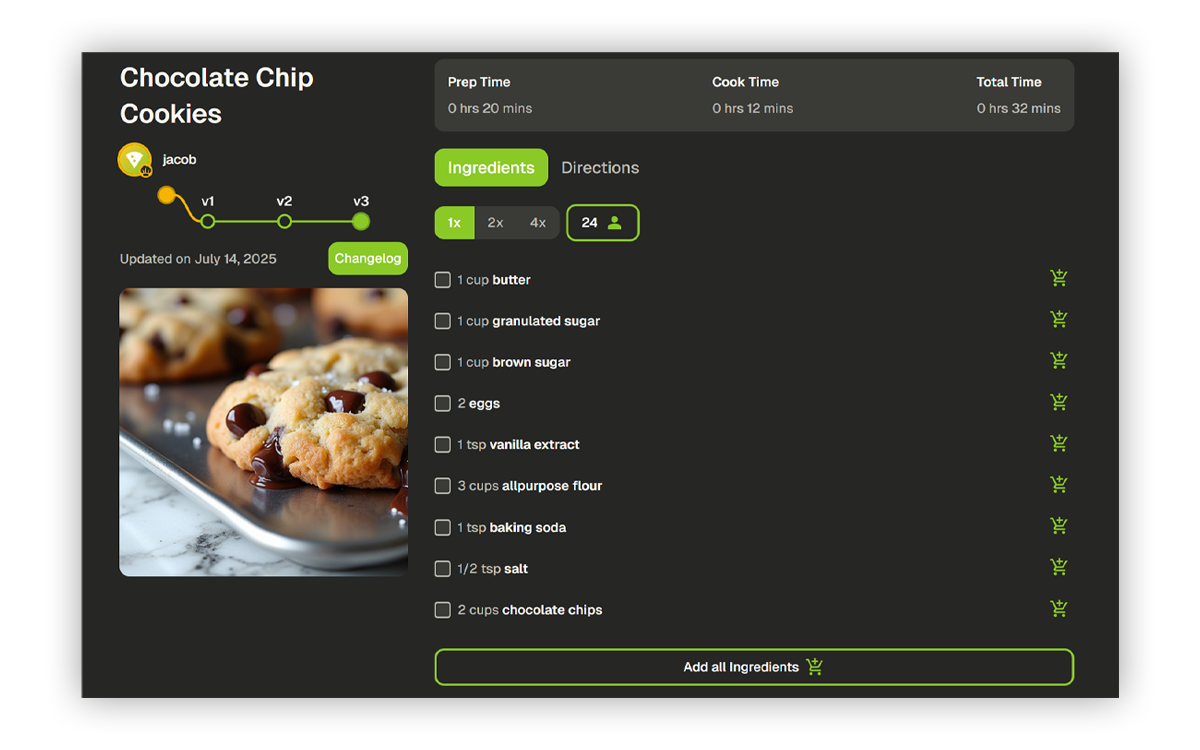 Chocolate Chip
Cookies
jacob
v1 v2 v3
Updated on July 14, 2025
Changelog
Prep Time Cook Time Total Time
0 hrs 20 mins 0 hrs 12 mins 0 hrs 32 mins
Ingredients Directions
1x 2x 4x 24
1 cup butter
1 cup granulated sugar
1 cup brown sugar
2 eggs
1 tsp vanilla extract
3 cups allpurpose flour
1 tsp baking soda
1/2 tsp salt
2 cups chocolate chips
Add all Ingredients